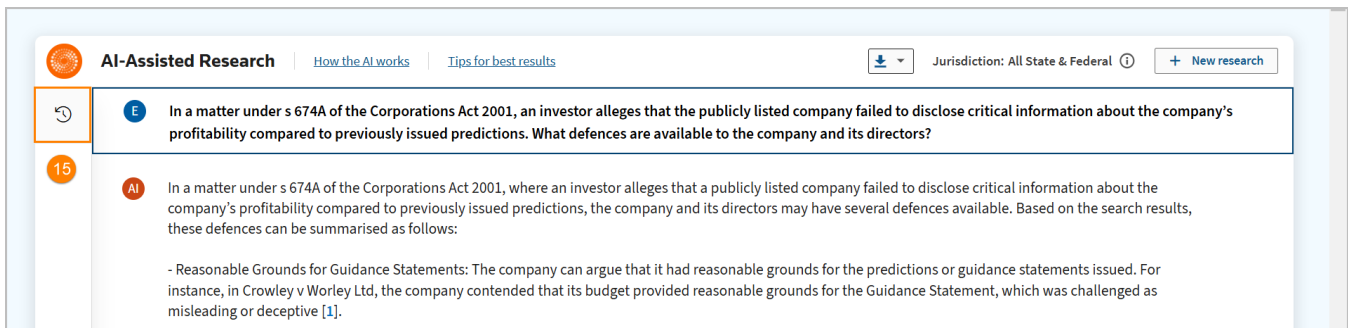 AI-Assisted Research How the AI works Tips for best results Jurisdiction: All State & Federal + New research
E In a matter under s 674A of the Corporations Act 2001, an investor alleges that the publicly listed company failed to disclose critical information about the company’s
profitability compared to previously issued predictions. What defences are available to the company and its directors?
15
AI In a matter under s 674A of the Corporations Act 2001, where an investor alleges that a publicly listed company failed to disclose critical information about the
company’s profitability compared to previously issued predictions, the company and its directors may have several defences available. Based on the search results,
these defences can be summarised as follows:
- Reasonable Grounds for Guidance Statements: The company can argue that it had reasonable grounds for the predictions or guidance statements issued. For
instance, in Crowley v Worley Ltd, the company contended that its budget provided reasonable grounds for the Guidance Statement, which was challenged as
misleading or deceptive [1].